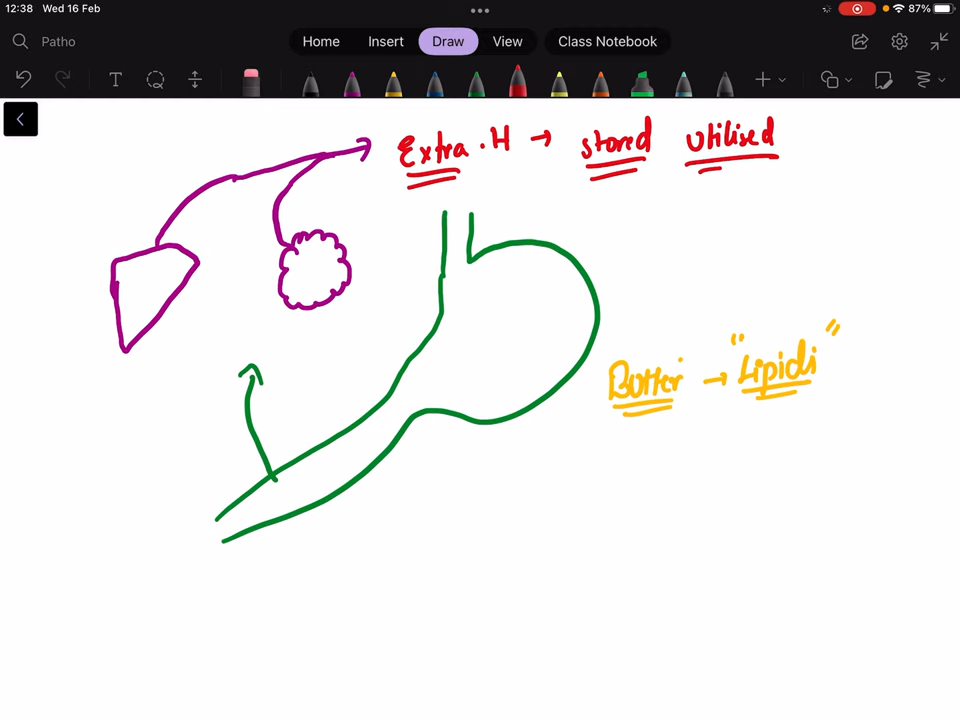 12:38 Wed 16 Feb
87%
Patho
Home Insert Draw View Class Notebook
Extra.H → stored utilised
Butter → "Lipids"